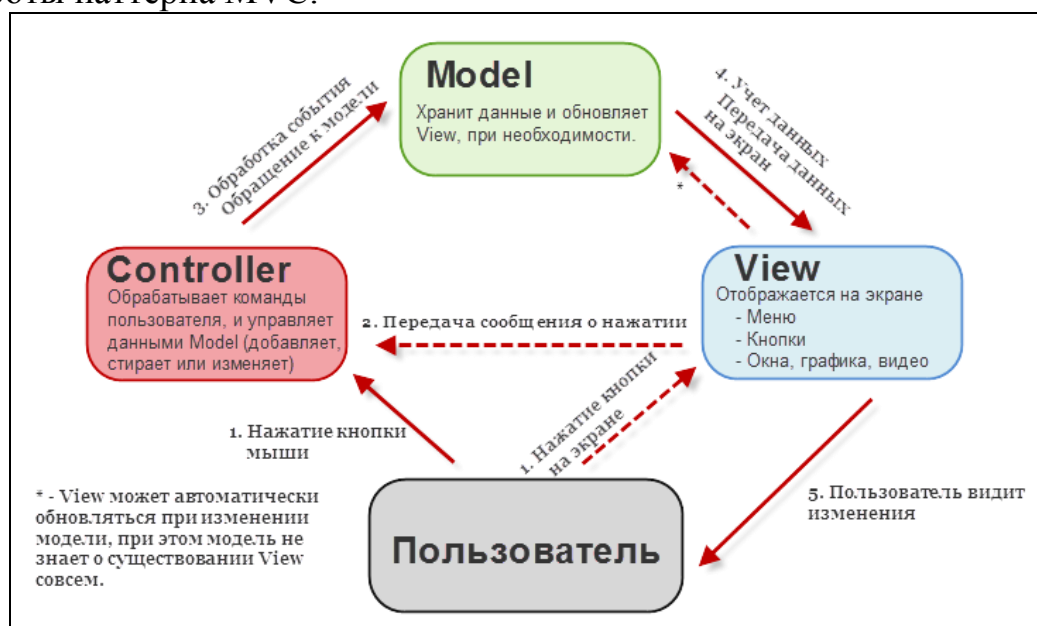 паттерна MVC.
Model
Хранит данные и обновляет
View, при необходимости.
3. Обработка события
Обращение к модели
4. Учет данных
Передача данных
на экран
*
Controller
Обрабатывает команды
пользователя, и управляет
данными Model (добавляет,
стирает или изменяет)
View
Отображается на экране
- Меню
- Кнопки
- Окна, графика, видео
2. Передача сообщения о нажатии
1. Нажатие кнопки
мыши
1. Нажатие кнопки
на экране
5. Пользователь видит
изменения
* - View может автоматически
обновляться при изменении
модели, при этом модель не
знает о существовании View
совсем.
Пользователь